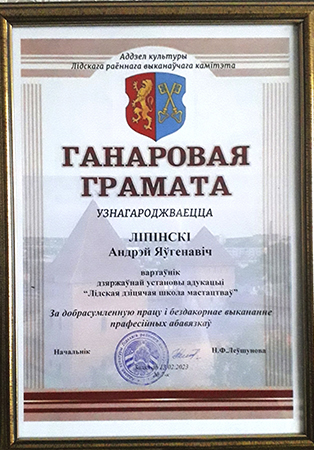 Аддзел культуры
Лідскага раённага выканаўчага камітэта
ГАНАРОВАЯ
ГРАМАТА
УЗНАГАРОДЖВАЕЦЦА
ЛІПІНСКІ
Андрэй Яўгенавіч
вартаўнік
дзяржаўнай установы адукацыі
"Лідская дзіцячая школа мастацтваў"
За добрасумленную працу і бездакорнае выкананне
прафесійных абавязкаў
Начальнік Н.Ф.Леўшунова